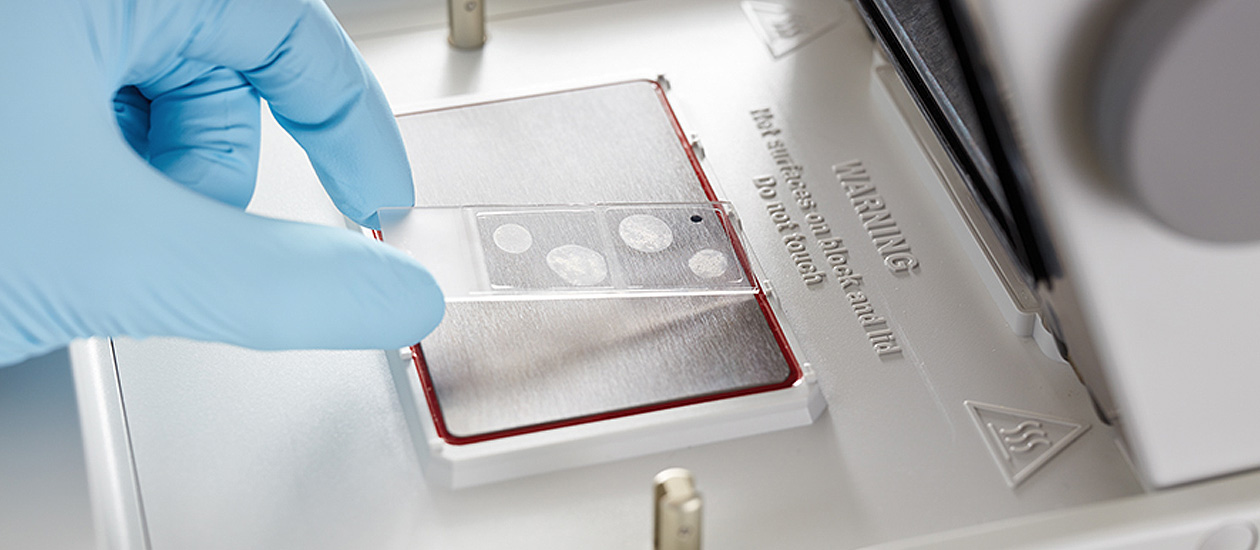 WARNING
Hot surfaces on block and lid
Do not touch